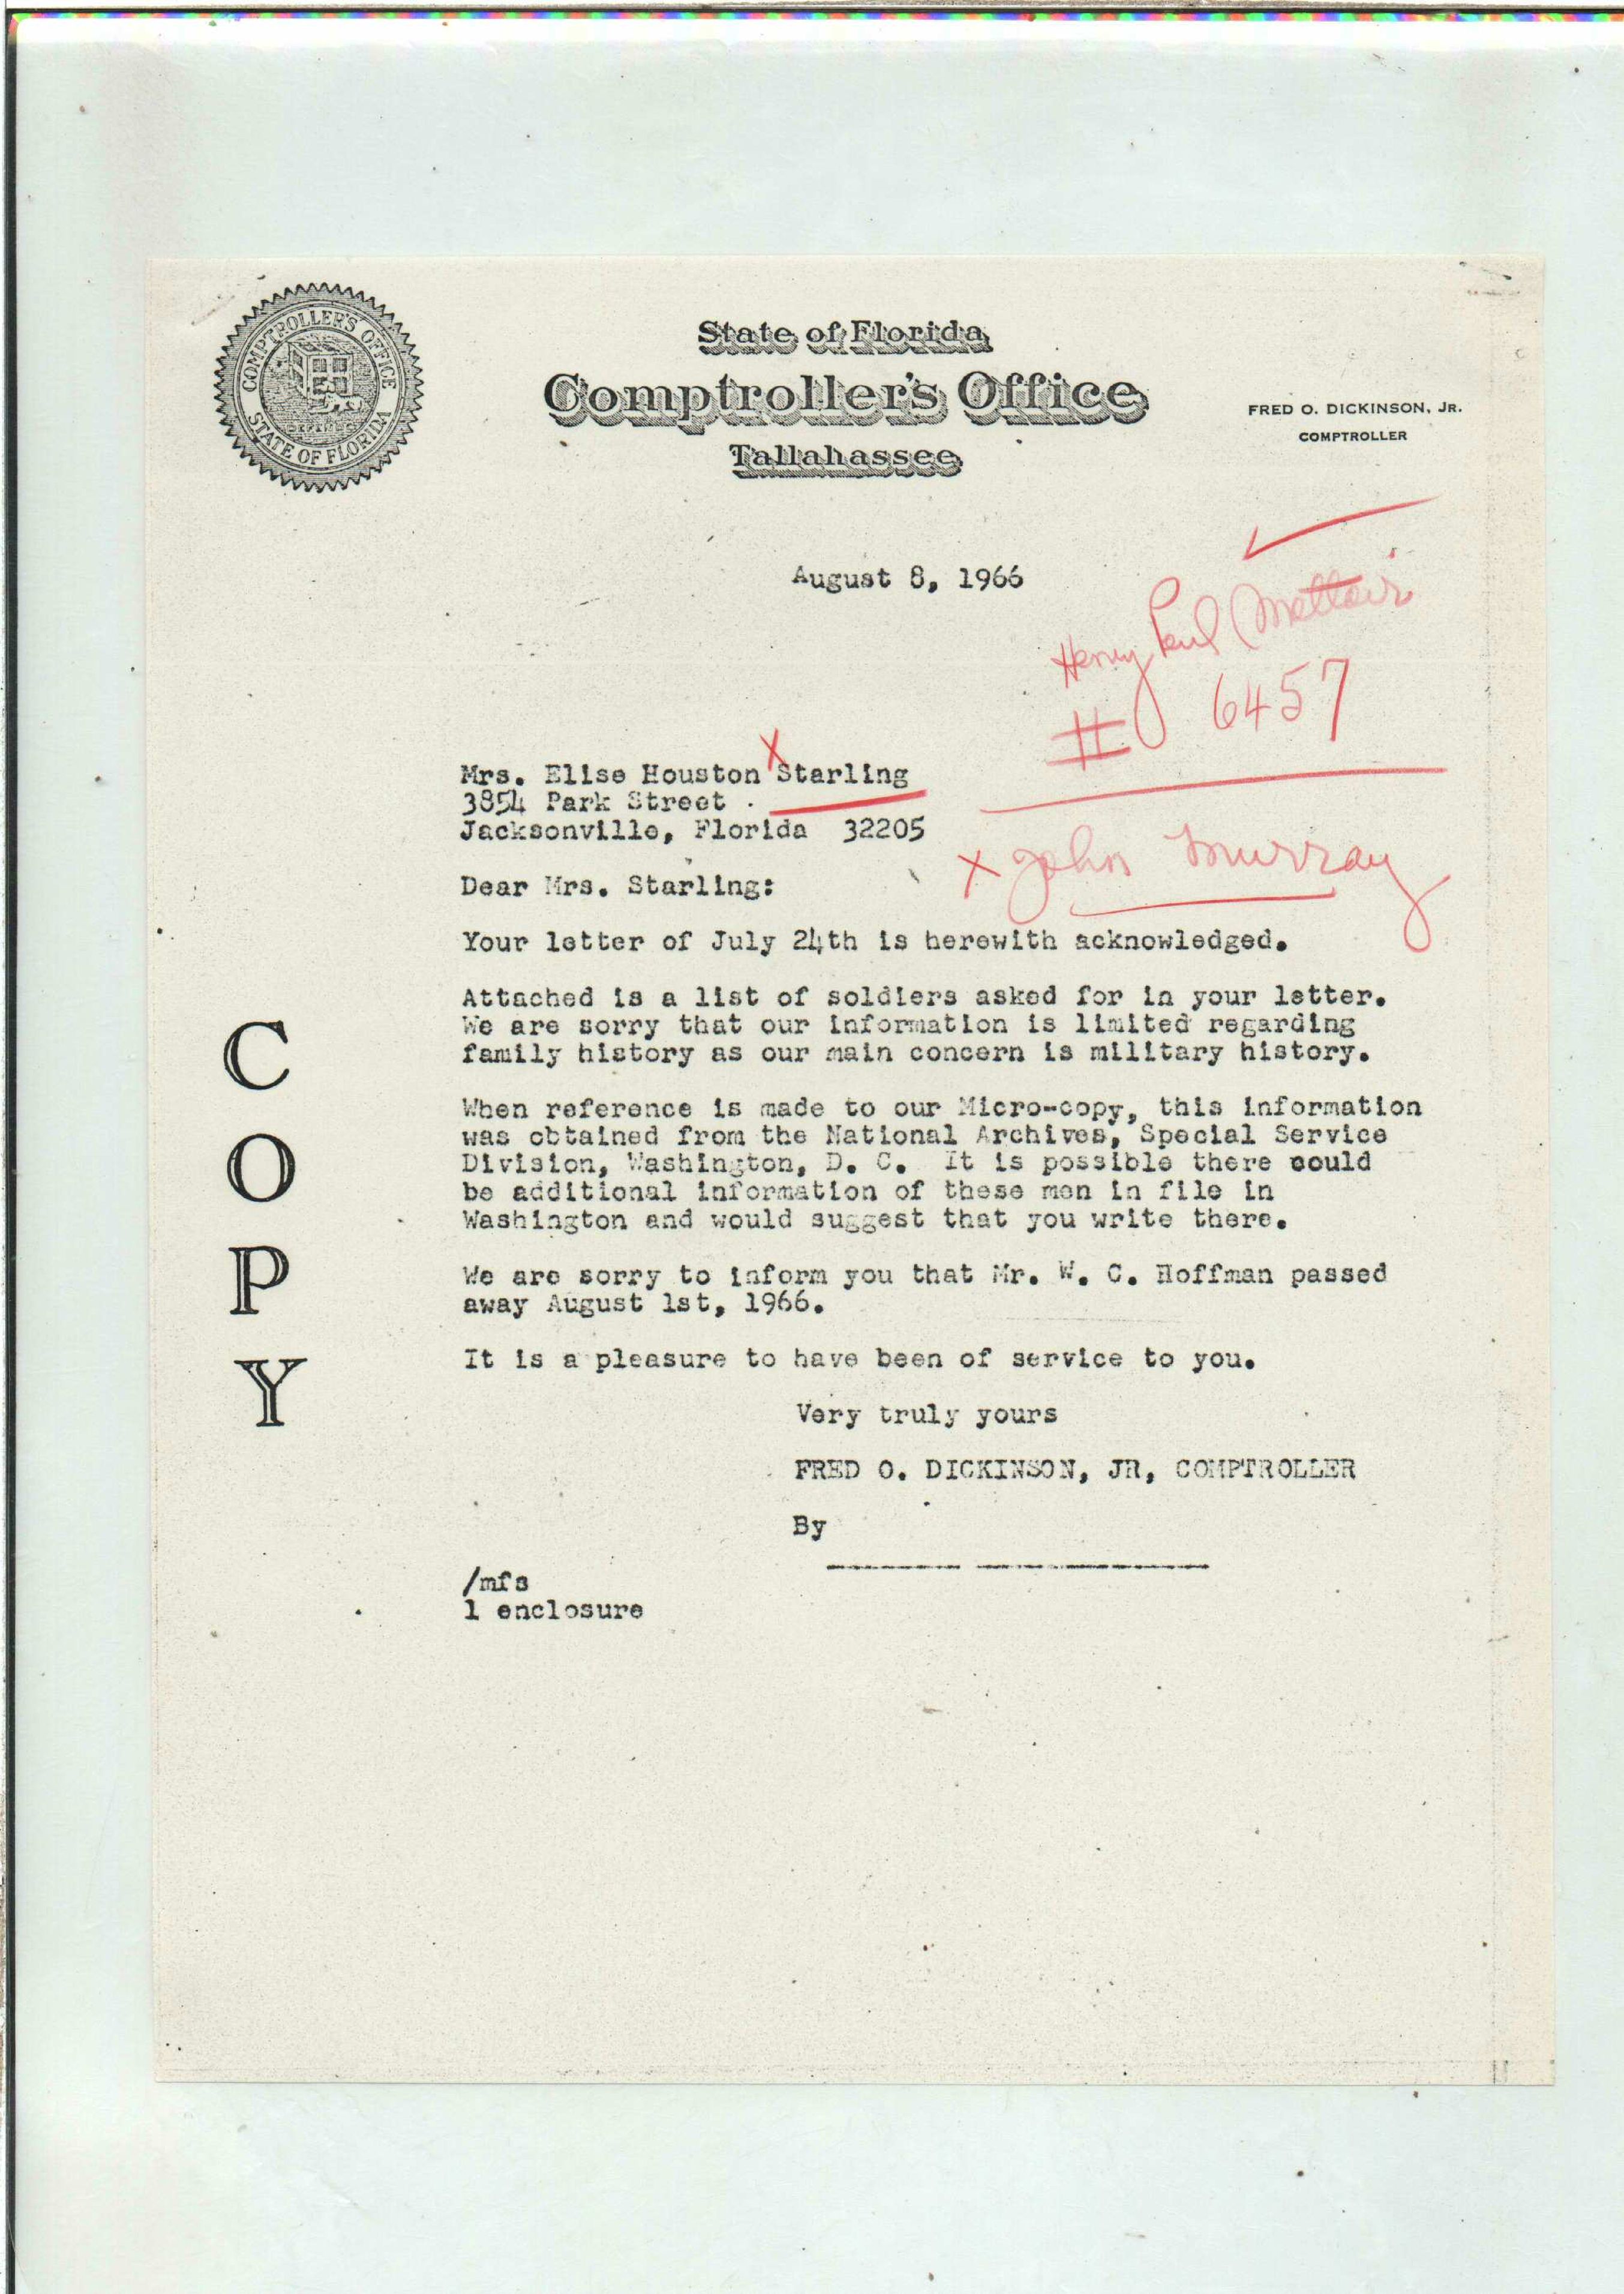 COMPTROLLER'S OFFICE
STATE OF FLORIDA
State of Florida
Comptroller's Office
Tallahassee
FRED O. DICKINSON, JR.
COMPTROLLER
August 8, 1966
Henry Paul
# 6457
X
Mrs. Elise Houston Starling
3854 Park Street
Jacksonville, Florida 32205
X John Murray
Dear Mrs. Starling:
Your letter of July 24th is herewith acknowledged.
Attached is a list of soldiers asked for in your letter.
We are sorry that our information is limited regarding
family history as our main concern is military history.
When reference is made to our Micro-copy, this information
was obtained from the National Archives, Special Service
Division, Washington, D. C. It is possible there could
be additional information of these men in file in
Washington and would suggest that you write there.
We are sorry to inform you that Mr. W. C. Hoffman passed
away August 1st, 1966.
It is a pleasure to have been of service to you.
Very truly yours
FRED O. DICKINSON, JR, COMPTROLLER
By
/mfs
1 enclosure
COPY